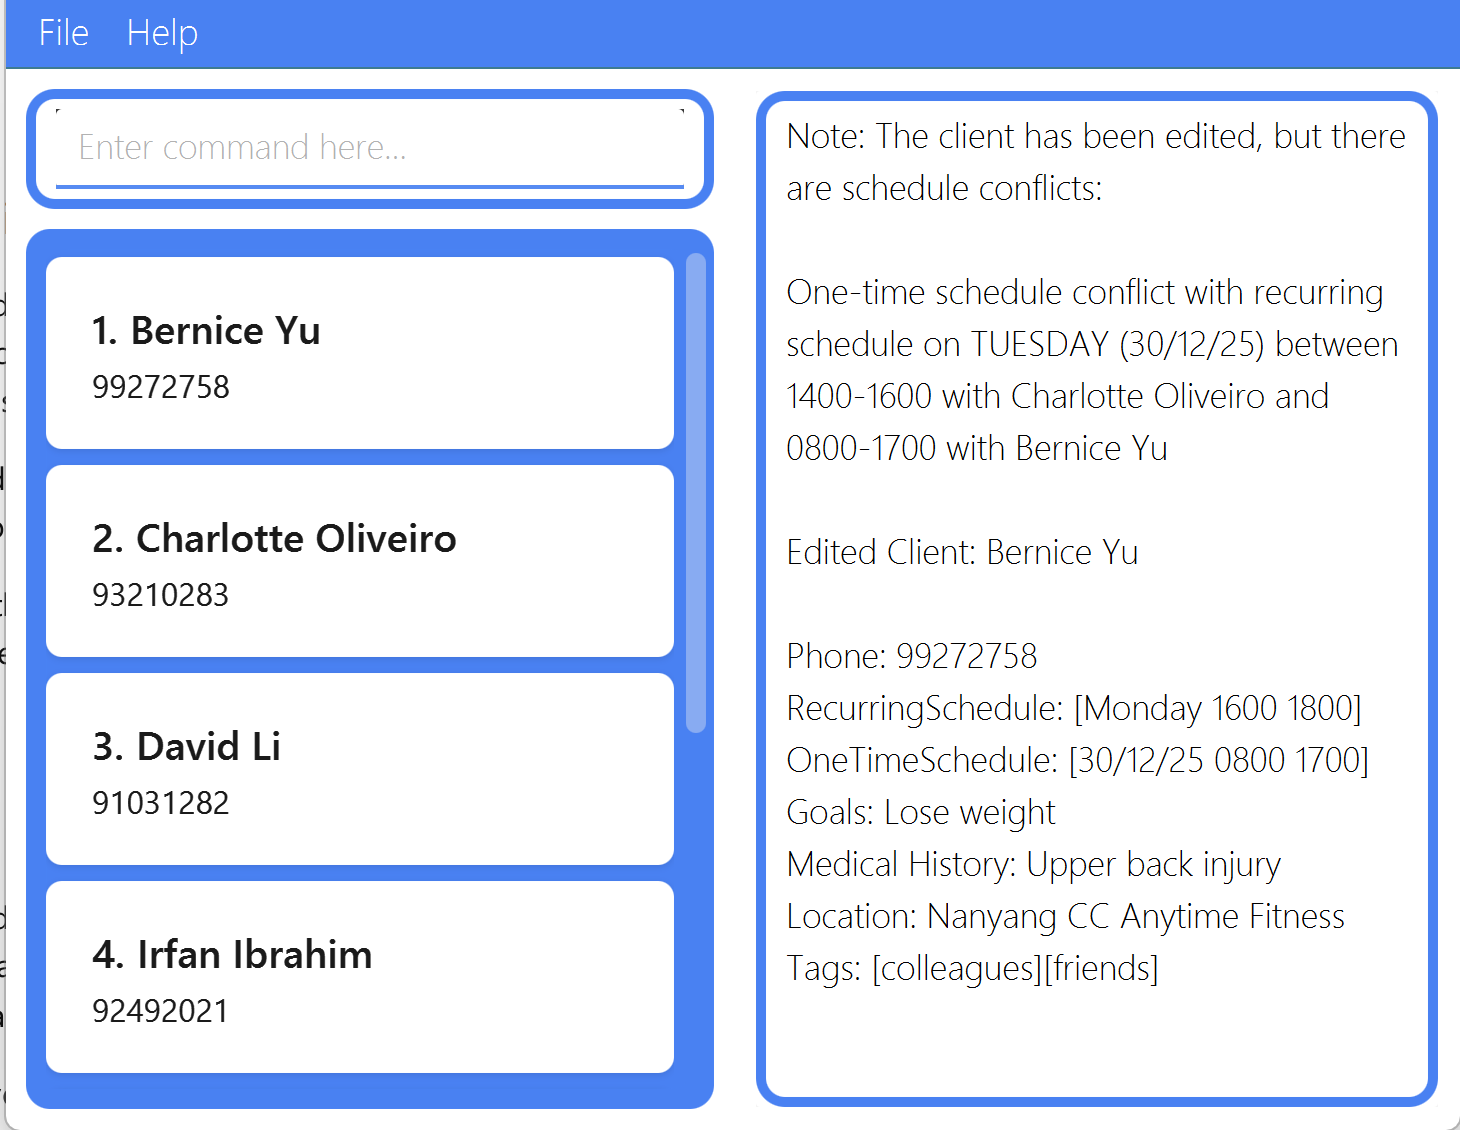 File Help
Enter command here...
1. Bernice Yu
99272758
2. Charlotte Oliveiro
93210283
3. David Li
91031282
4. Irfan Ibrahim
92492021
Note: The client has been edited, but there
are schedule conflicts:
One-time schedule conflict with recurring
schedule on TUESDAY (30/12/25) between
1400-1600 with Charlotte Oliveiro and
0800-1700 with Bernice Yu
Edited Client: Bernice Yu
Phone: 99272758
RecurringSchedule: [Monday 1600 1800]
OneTimeSchedule: [30/12/25 0800 1700]
Goals: Lose weight
Medical History: Upper back injury
Location: Nanyang CC Anytime Fitness
Tags: [colleagues][friends]